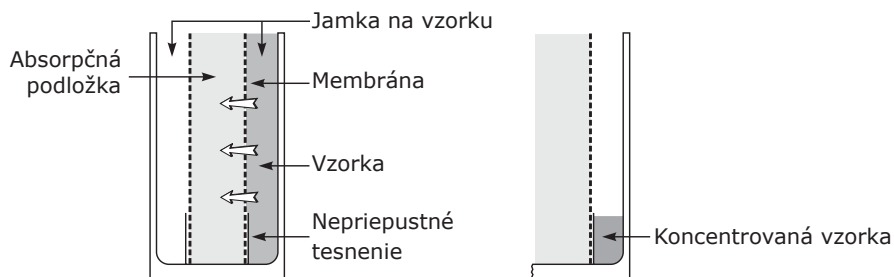 Jamka na vzorku
Absorpčná
podložka
Membrána
Vzorka
Nepriepustné
tesnenie
Koncentrovaná vzorka